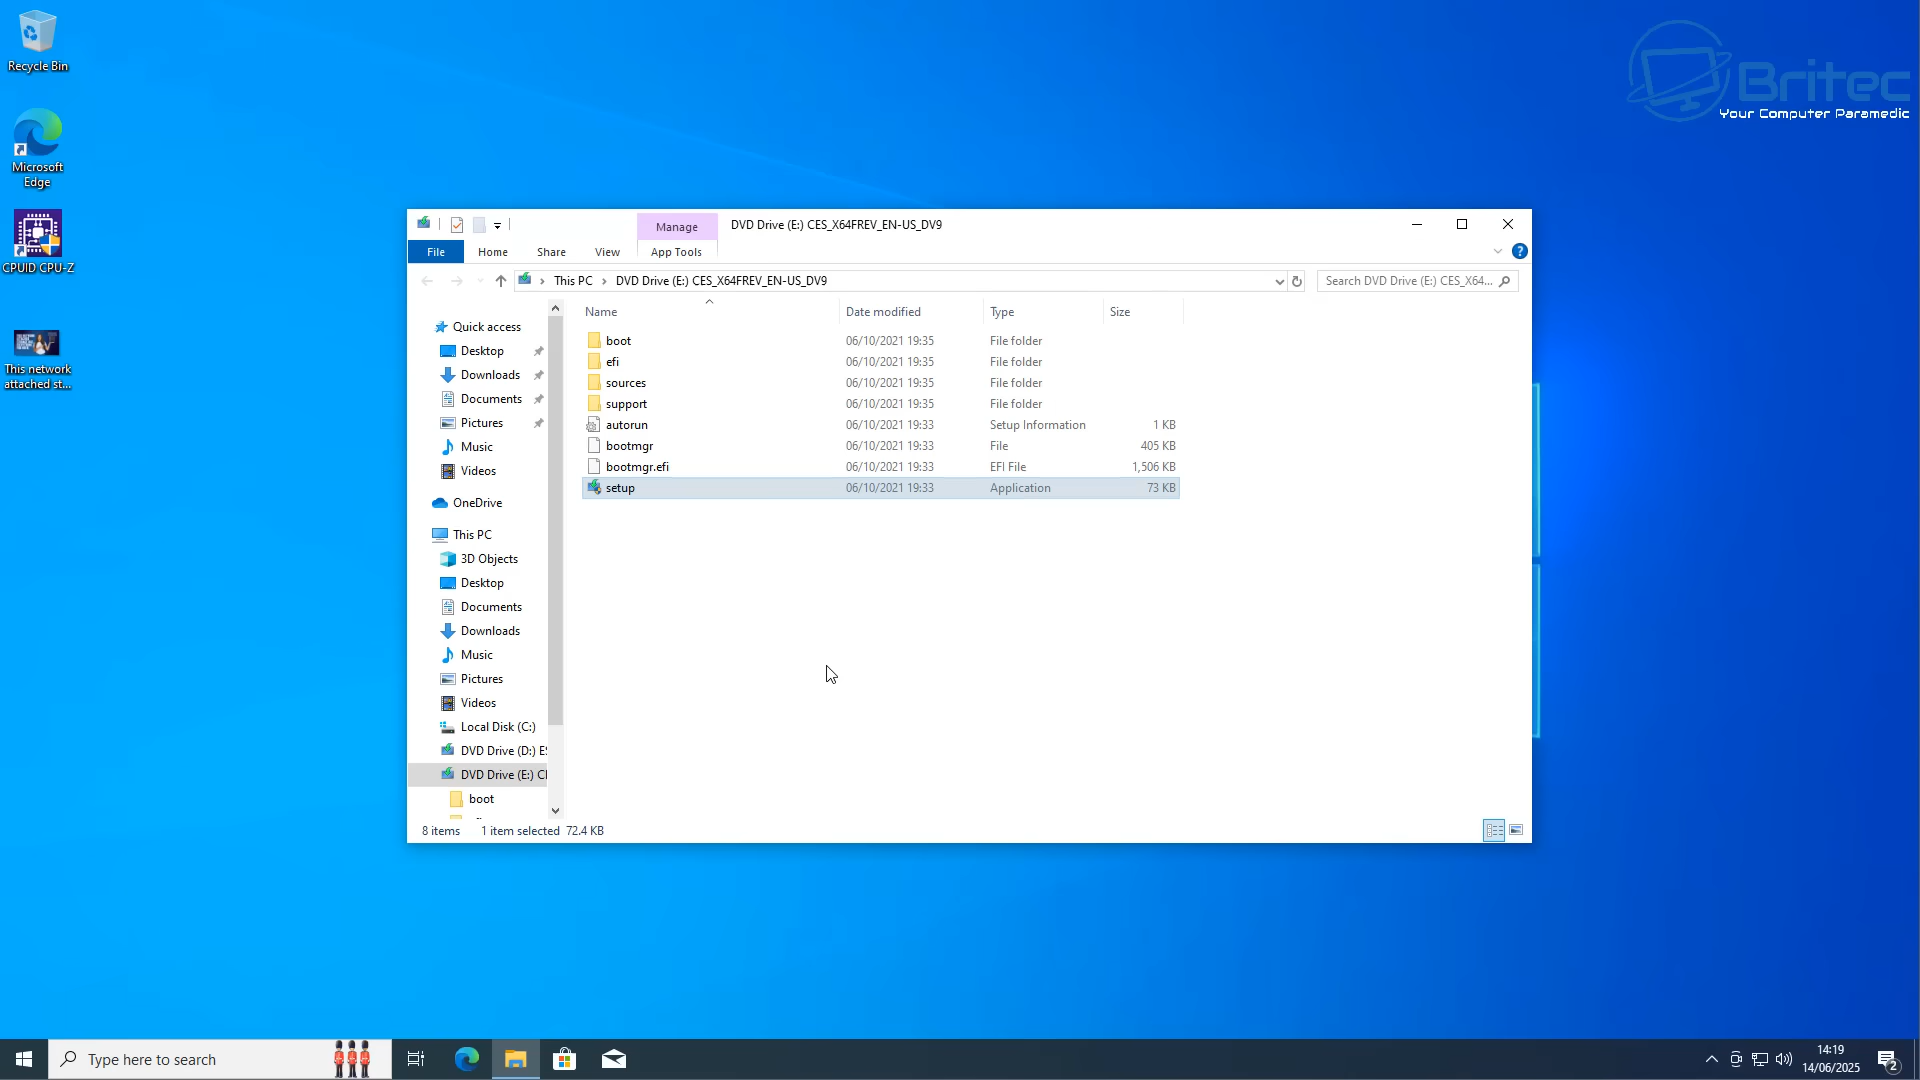 Recycle Bin
Microsoft
Edge
CPUID CPU-Z
This network
attached st...
Britec
Your Computer Paramedic
Manage
DVD Drive (E:) CES_X64FREV_EN-US_DV9
File
Home
Share
View
App Tools
This PC
DVD Drive (E:) CES_X64FREV_EN-US_DV9
Search DVD Drive (E:) CES_X64...
Quick access
Desktop
Downloads
Documents
Pictures
Music
Videos
OneDrive
This PC
3D Objects
Desktop
Documents
Downloads
Music
Pictures
Videos
Local Disk (C:)
DVD Drive (D:) ES
DVD Drive (E:) CE
boot
Name Date modified Type Size
boot 06/10/2021 19:35 File folder
efi 06/10/2021 19:35 File folder
sources 06/10/2021 19:35 File folder
support 06/10/2021 19:35 File folder
autorun 06/10/2021 19:33 Setup Information 1 KB
bootmgr 06/10/2021 19:33 File 405 KB
bootmgr.efi 06/10/2021 19:33 EFI File 1,506 KB
setup 06/10/2021 19:33 Application 73 KB
8 items 1 item selected 72.4 KB
Type here to search
14:19
14/06/2025
2